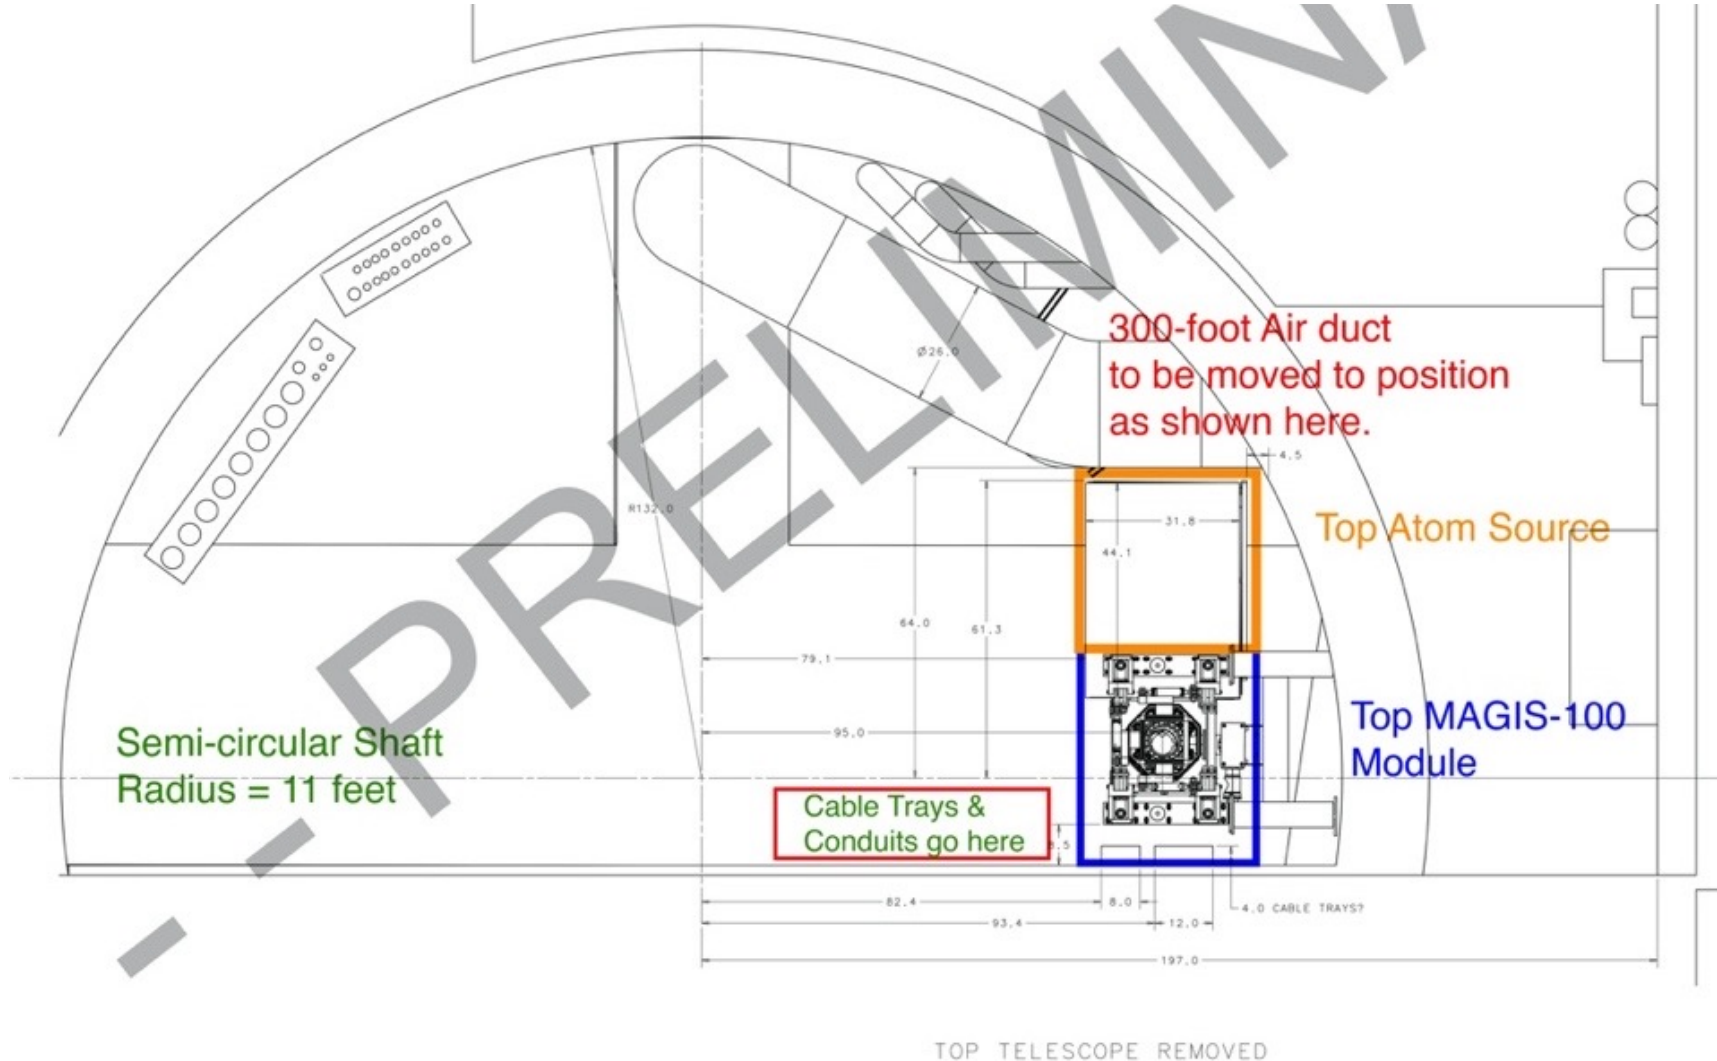 - PRELIMINA
300-foot Air duct
to be moved to position
as shown here.
Ø26.0
4.5
R132.0
31.8
Top Atom Source
44.1
64.0
61.3
79.1
Top MAGIS-100
Module
95.0
Semi-circular Shaft
Radius = 11 feet
Cable Trays &
Conduits go here
82.4
8.0
4.0 CABLE TRAYS?
93.4
12.0
197.0
TOP TELESCOPE REMOVED